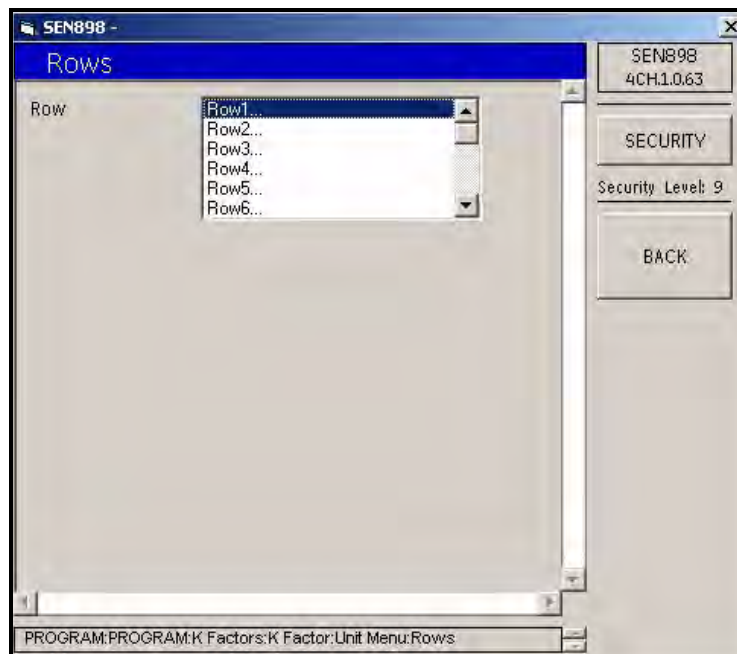 SEN898 -
Rows
Row
Row1...
Row2...
Row3...
Row4...
Row5...
Row6...
SEN898
4CH.1.0.63
SECURITY
Security Level: 9
BACK
PROGRAM:PROGRAM:K Factors:K Factor:Unit Menu:Rows